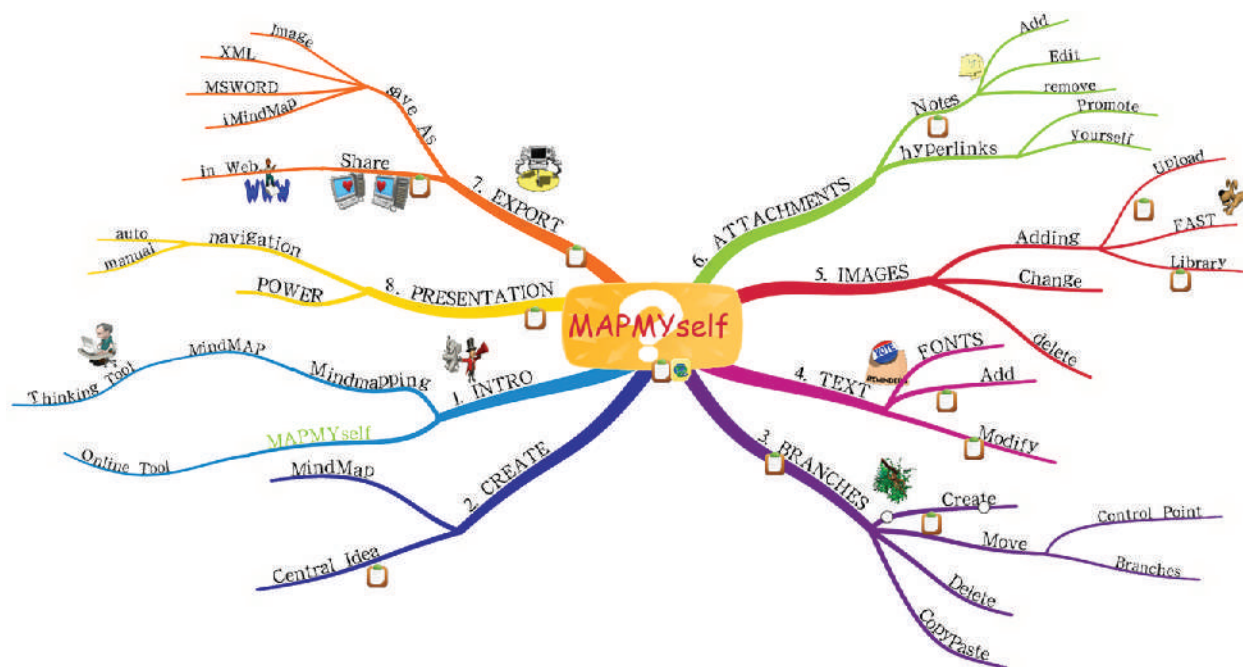 MAPMYself
1. INTRO
Mindmapping
MindMAP
Thinking Tool
MAPMYself
Online Tool
2. CREATE
MindMap
Central Idea
3. BRANCHES
Create
Move
Control Point
Branches
Delete
CopyPaste
4. TEXT
FONTS
Add
Modify
VOTE
REMINDER
5. IMAGES
Adding
Upload
FAST
Library
Change
delete
6. ATTACHMENTS
Notes
Add
Edit
remove
hyperlinks
Promote
yourself
7. EXPORT
save As
Image
XML
MSWORD
iMindMap
Share
in Web.
WWW
8. PRESENTATION
navigation
auto
manual
POWER